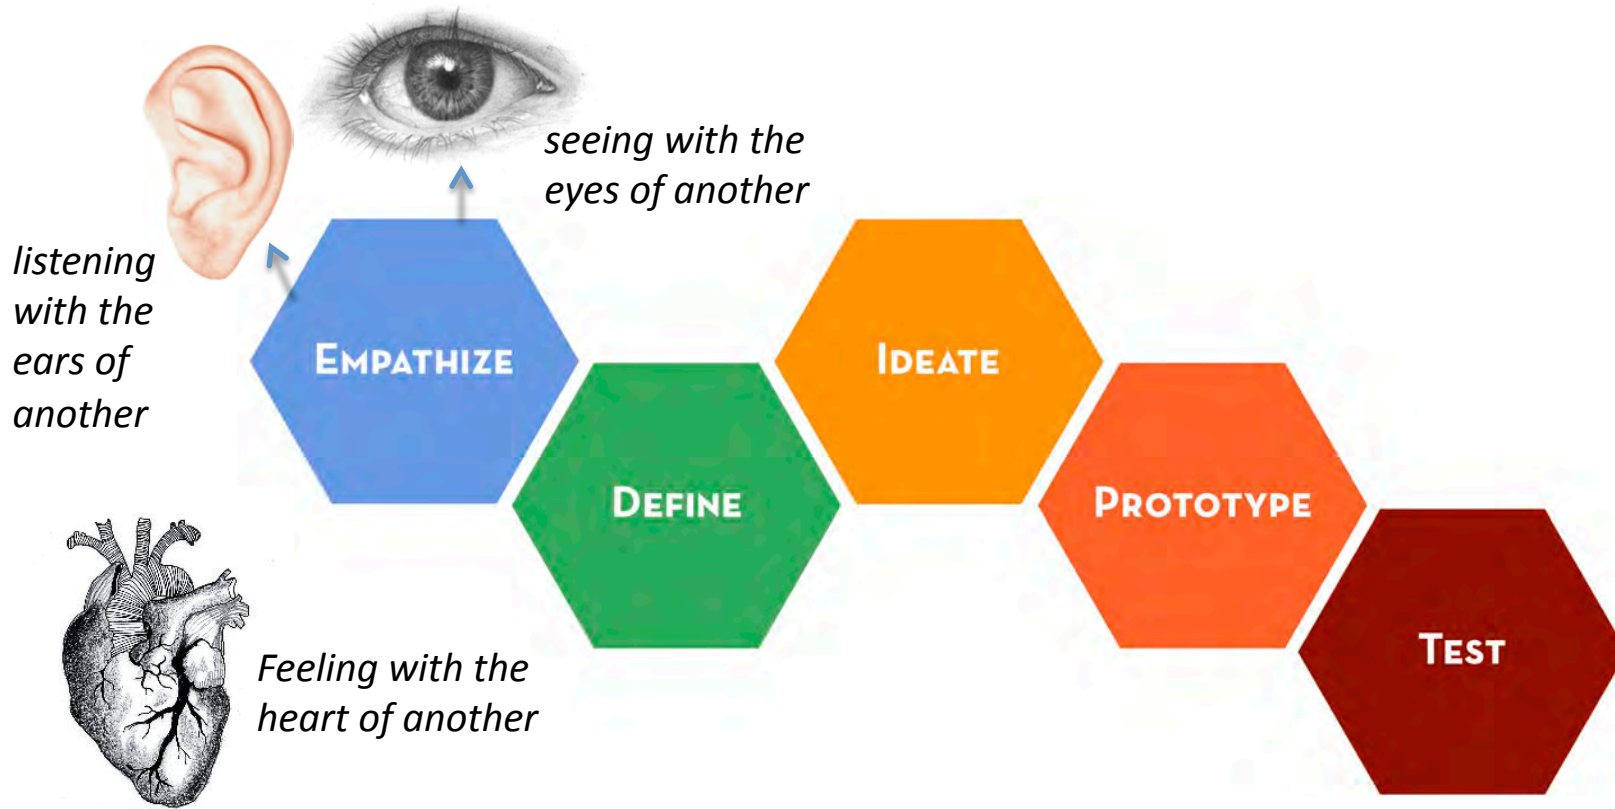 seeing with the
eyes of another
listening
with the
ears of
another
EMPATHIZE
IDEATE
DEFINE
PROTOTYPE
TEST
Feeling with the
heart of another